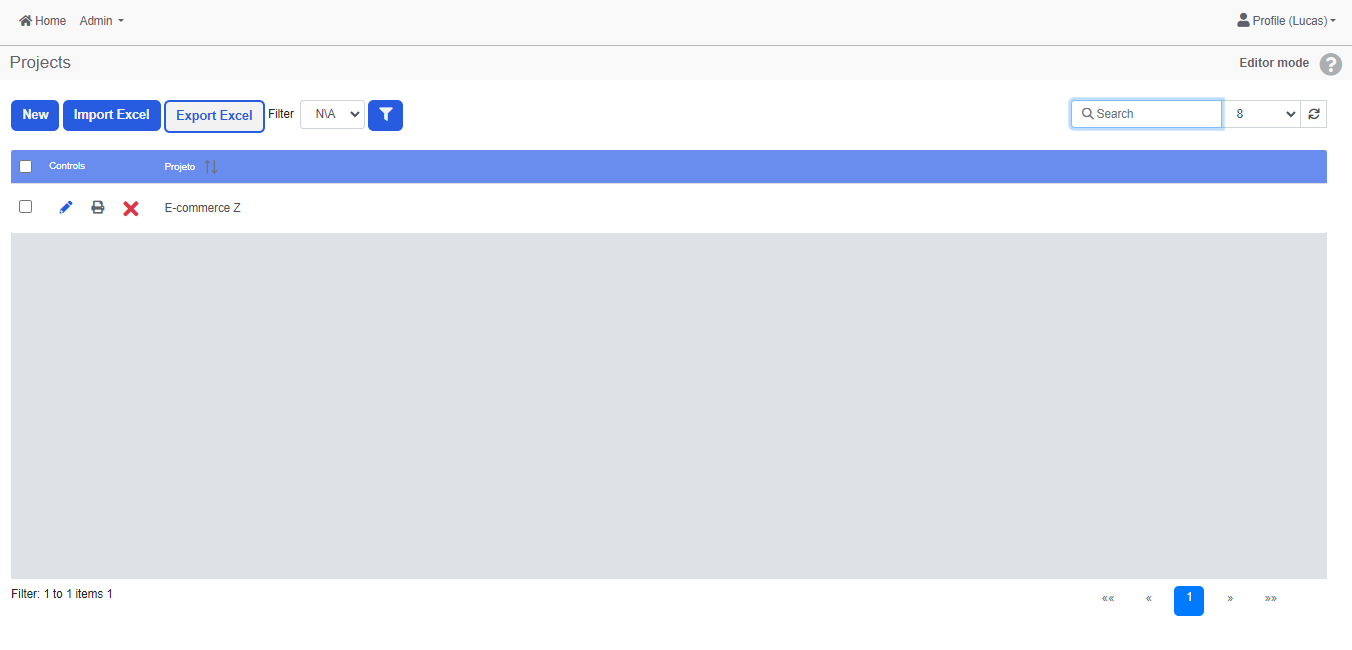 Home Admin Profile (Lucas)
Projects Editor mode ?
New Import Excel Export Excel Filter N\A Search 8
Controls Projeto
E-commerce Z
Filter: 1 to 1 items 1 «« « 1 » »»